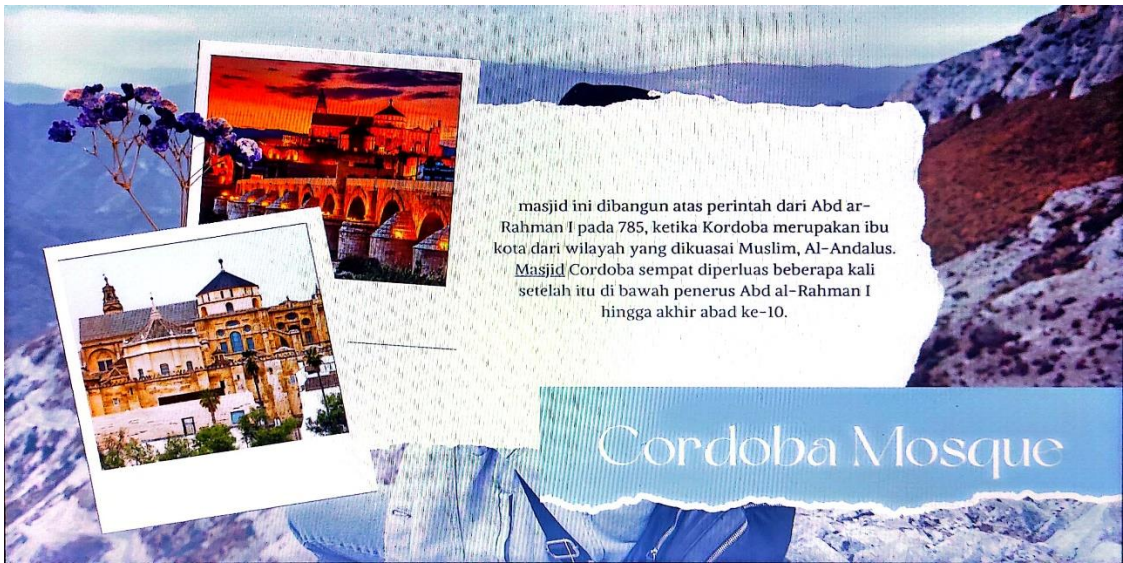 masjid ini dibangun atas perintah dari Abd ar-
Rahman I pada 785, ketika Kordoba merupakan ibu
kota dari wilayah yang dikuasai Muslim, Al-Andalus.
Masjid Cordoba sempat diperluas beberapa kali
setelah itu di bawah penerus Abd al-Rahman I
hingga akhir abad ke-10.
Cordoba Mosque